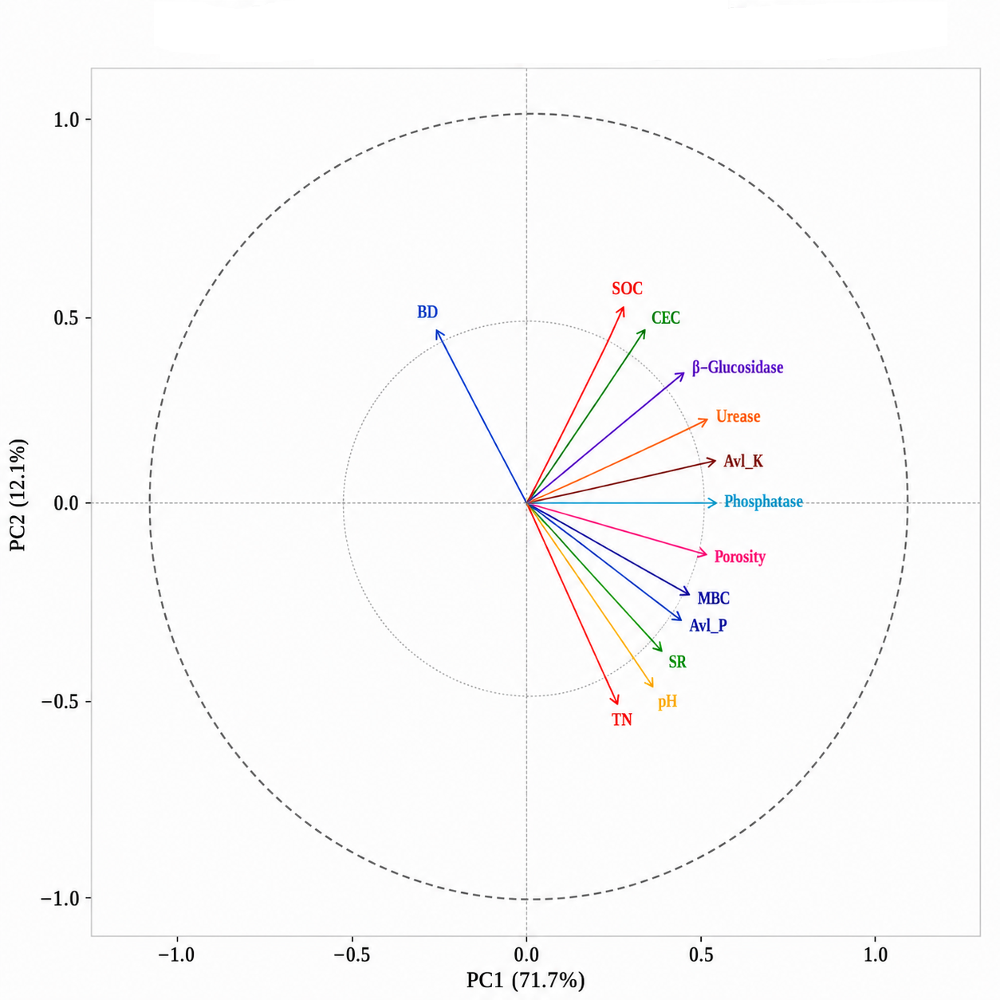 1.0
SOC
BD
0.5
CEC
β–Glucosidase
Urease
Avl_K
PC2 (12.1%)
0.0
Phosphatase
Porosity
MBC
Avl_P
SR
−0.5
pH
TN
−1.0
−1.0 −0.5 0.0 0.5 1.0
PC1 (71.7%)